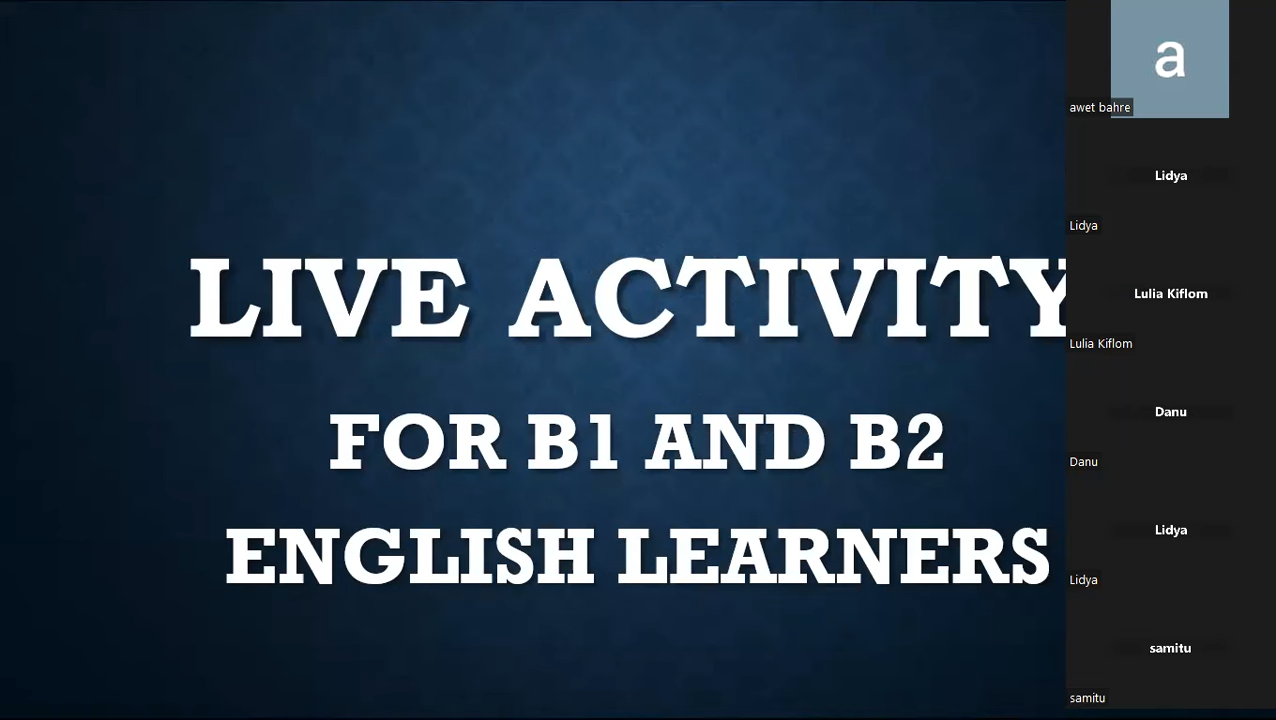 LIVE ACTIVITY
FOR B1 AND B2
ENGLISH LEARNERS
a
awet bahre
Lidya
Lidya
Lulia Kiflom
Lulia Kiflom
Danu
Danu
Lidya
Lidya
samitu
samitu